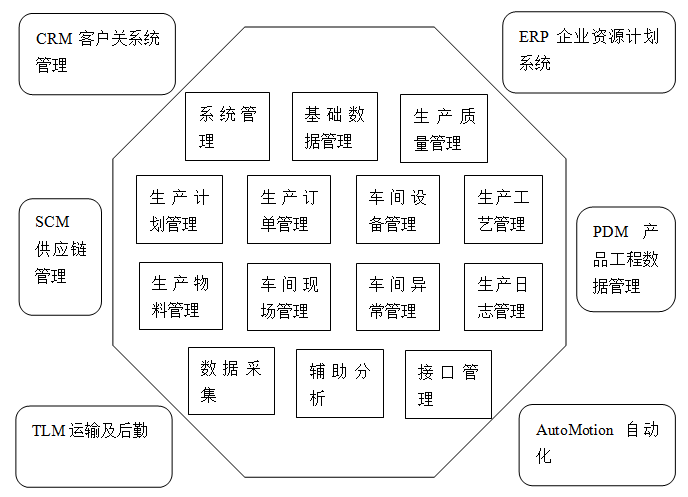 CRM 客户关系统
管理
ERP 企业资源计划
系统
系统管
理
基础数
据管理
生产质
量管理
生产计
划管理
生产订
单管理
车间设
备管理
生产工
艺管理
SCM
供应链
管理
PDM 产
品工程数
据管理
生产物
料管理
车间现
场管理
车间异
常管理
生产日
志管理
数据采
集
辅助分
析
接口管
理
TLM 运输及后勤
AutoMotion 自动
化